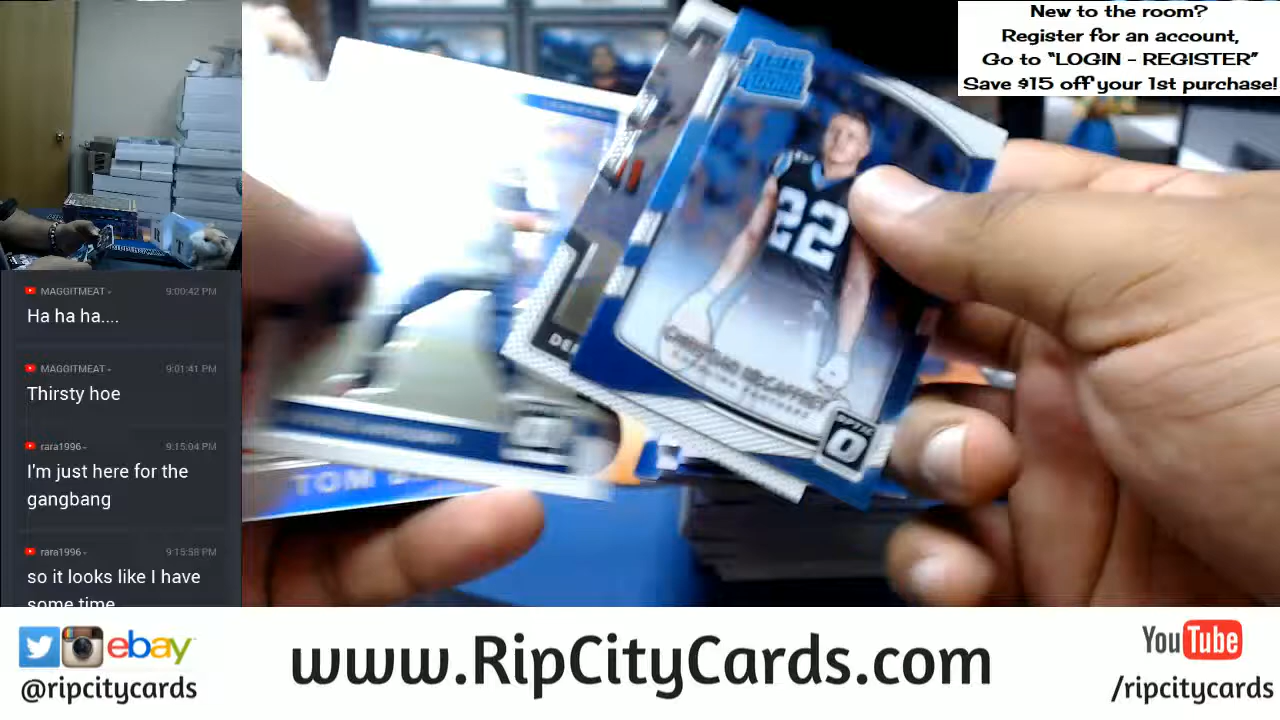 New to the room?
Register for an account,
Go to "LOGIN - REGISTER"
Save $15 off your 1st purchase!
MAGGITMEAT
9:00:42 PM
Ha ha ha....
MAGGITMEAT
9:01:41 PM
Thirsty hoe
rara1996
9:15:04 PM
I'm just here for the
gangbang
rara1996
9:15:58 PM
so it looks like I have
some time
22
CHRISTIAN McCAFFREY
CAROLINA PANTHERS
OPTIC
TOM
ebay
@ripcitycards
www.RipCityCards.com
YouTube
/ripcitycards